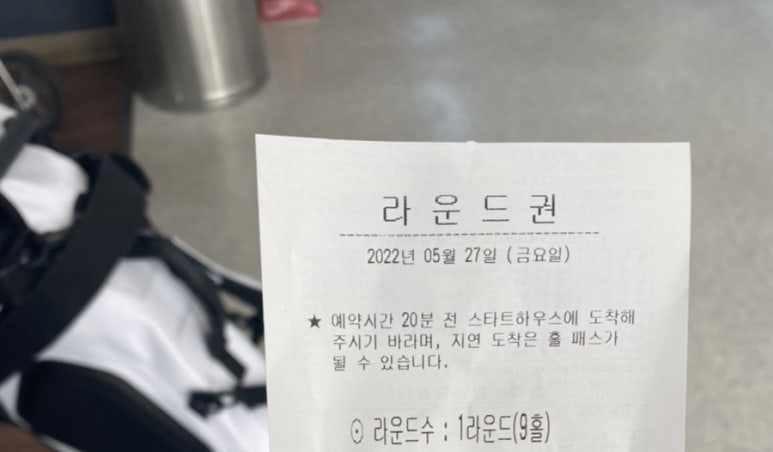 라운드권
2022년 05월 27일 (금요일)
★ 예약시간 20분 전 스타트하우스에 도착해
주시기 바라며, 지연 도착은 홀 패스가
될 수 있습니다.
⊙ 라운드수 : 1라운드(9홀)